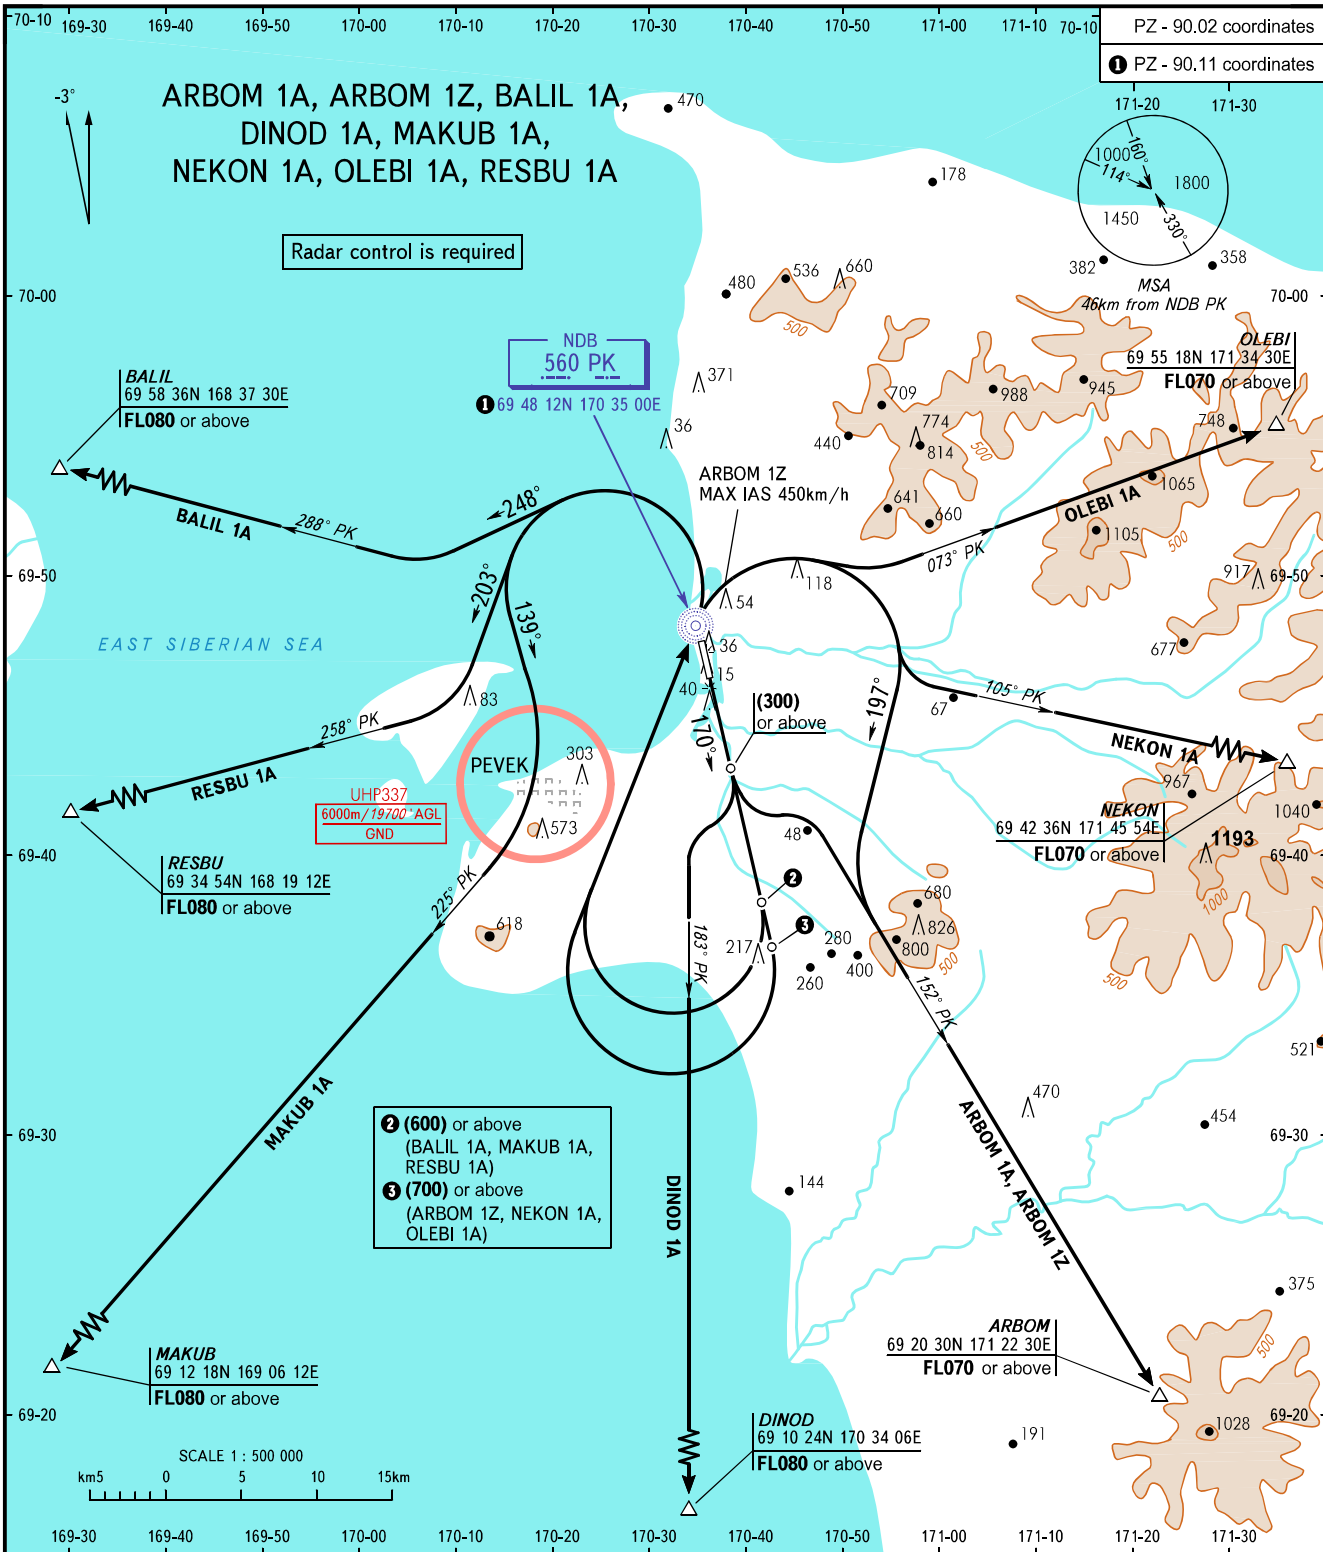 70-10 169-30 169-40 169-50 170-00 170-10 170-20 170-30 170-40 170-50 171-00 171-10 70-10
PZ - 90.02 coordinates
1 PZ - 90.11 coordinates
171-20 171-30
-3°
ARBOM 1A, ARBOM 1Z, BALIL 1A,
DINOD 1A, MAKUB 1A,
NEKON 1A, OLEBI 1A, RESBU 1A
Radar control is required
470
178
160°
1000
114°
1800
1450
330°
382
358
MSA
46km from NDB PK
70-00
70-00
480
536
660
500
NDB
560 PK
1 69 48 12N 170 35 00E
371
36
OLEBI
69 55 18N 171 34 30E
FL070 or above
BALIL
69 58 36N 168 37 30E
FL080 or above
709
988
945
748
440
774
814
500
ARBOM 1Z
MAX IAS 450km/h
641
660
1065
1105
OLEBI 1A
500
248°
288° PK
BALIL 1A
073° PK
917
69-50
69-50
203°
139°
118
54
EAST SIBERIAN SEA
36
15
40
677
83
197°
105° PK
67
(300)
or above
170°
258° PK
RESBU 1A
PEVEK
303
NEKON 1A
UHP337
6000m/19700' AGL
GND
573
967
NEKON
69 42 36N 171 45 54E
FL070 or above
1040
1193
1000
500
48
69-40
69-40
RESBU
69 34 54N 168 19 12E
FL080 or above
225° PK
2
3
680
826
800
500
618
183° PK
217
280
260
400
152° PK
521
470
454
MAKUB 1A
69-30
69-30
2 (600) or above
(BALIL 1A, MAKUB 1A,
RESBU 1A)
3 (700) or above
(ARBOM 1Z, NEKON 1A,
OLEBI 1A)
144
DINOD 1A
ARBOM 1A, ARBOM 1Z
375
ARBOM
69 20 30N 171 22 30E
FL070 or above
500
MAKUB
69 12 18N 169 06 12E
FL080 or above
69-20
69-20
1028
191
DINOD
69 10 24N 170 34 06E
FL080 or above
SCALE 1 : 500 000
km5 0 5 10 15km
169-30 169-40 169-50 170-00 170-10 170-20 170-30 170-40 170-50 171-00 171-10 171-20 171-30